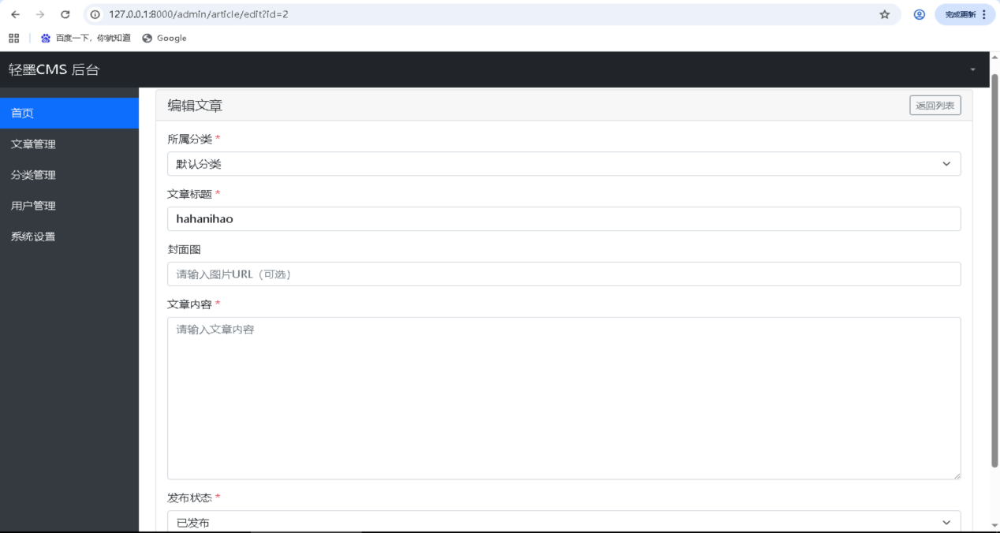 127.0.0.1:8000/admin/article/edit?id=2
完成更新
百度一下，你就知道
Google
轻墨CMS 后台
首页
文章管理
分类管理
用户管理
系统设置
编辑文章
返回列表
所属分类 *
默认分类
文章标题 *
hahanihao
封面图
请输入图片URL（可选）
文章内容 *
请输入文章内容
发布状态 *
已发布